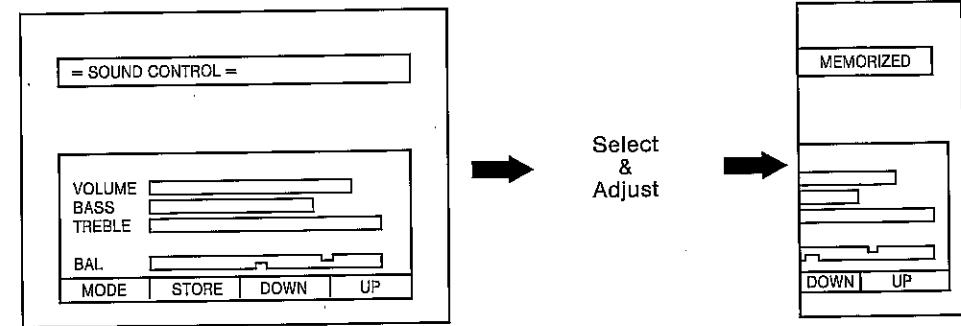 = SOUND CONTROL =
VOLUME
BASS
TREBLE
BAL
MODE STORE DOWN UP
Select
&
Adjust
MEMORIZED
DOWN UP